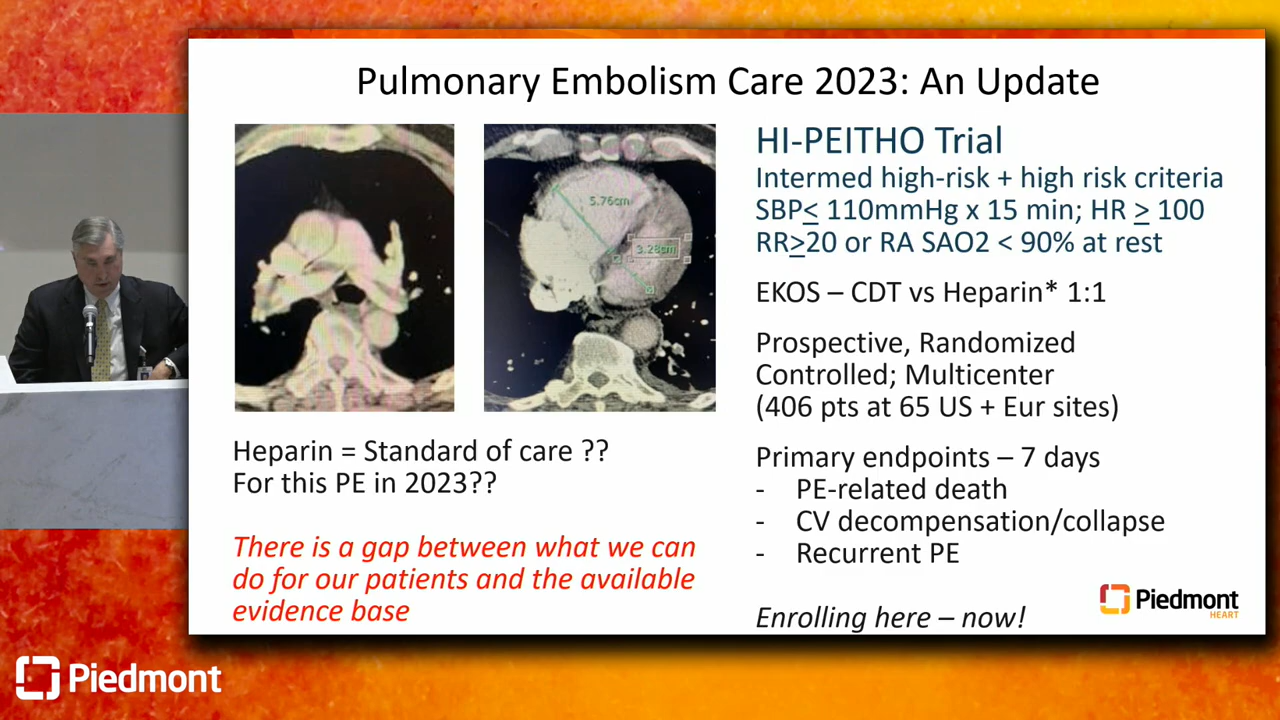 Pulmonary Embolism Care 2023: An Update
5.76cm
3.28cm
Heparin = Standard of care ??
For this PE in 2023??
There is a gap between what we can
do for our patients and the available
evidence base
HI-PEITHO Trial
Intermed high-risk + high risk criteria
SBP≤ 110mmHg x 15 min; HR ≥ 100
RR≥20 or RA SAO2 < 90% at rest
EKOS – CDT vs Heparin* 1:1
Prospective, Randomized
Controlled; Multicenter
(406 pts at 65 US + Eur sites)
Primary endpoints – 7 days
- PE-related death
- CV decompensation/collapse
- Recurrent PE
Enrolling here – now!
Piedmont
HEART
Piedmont